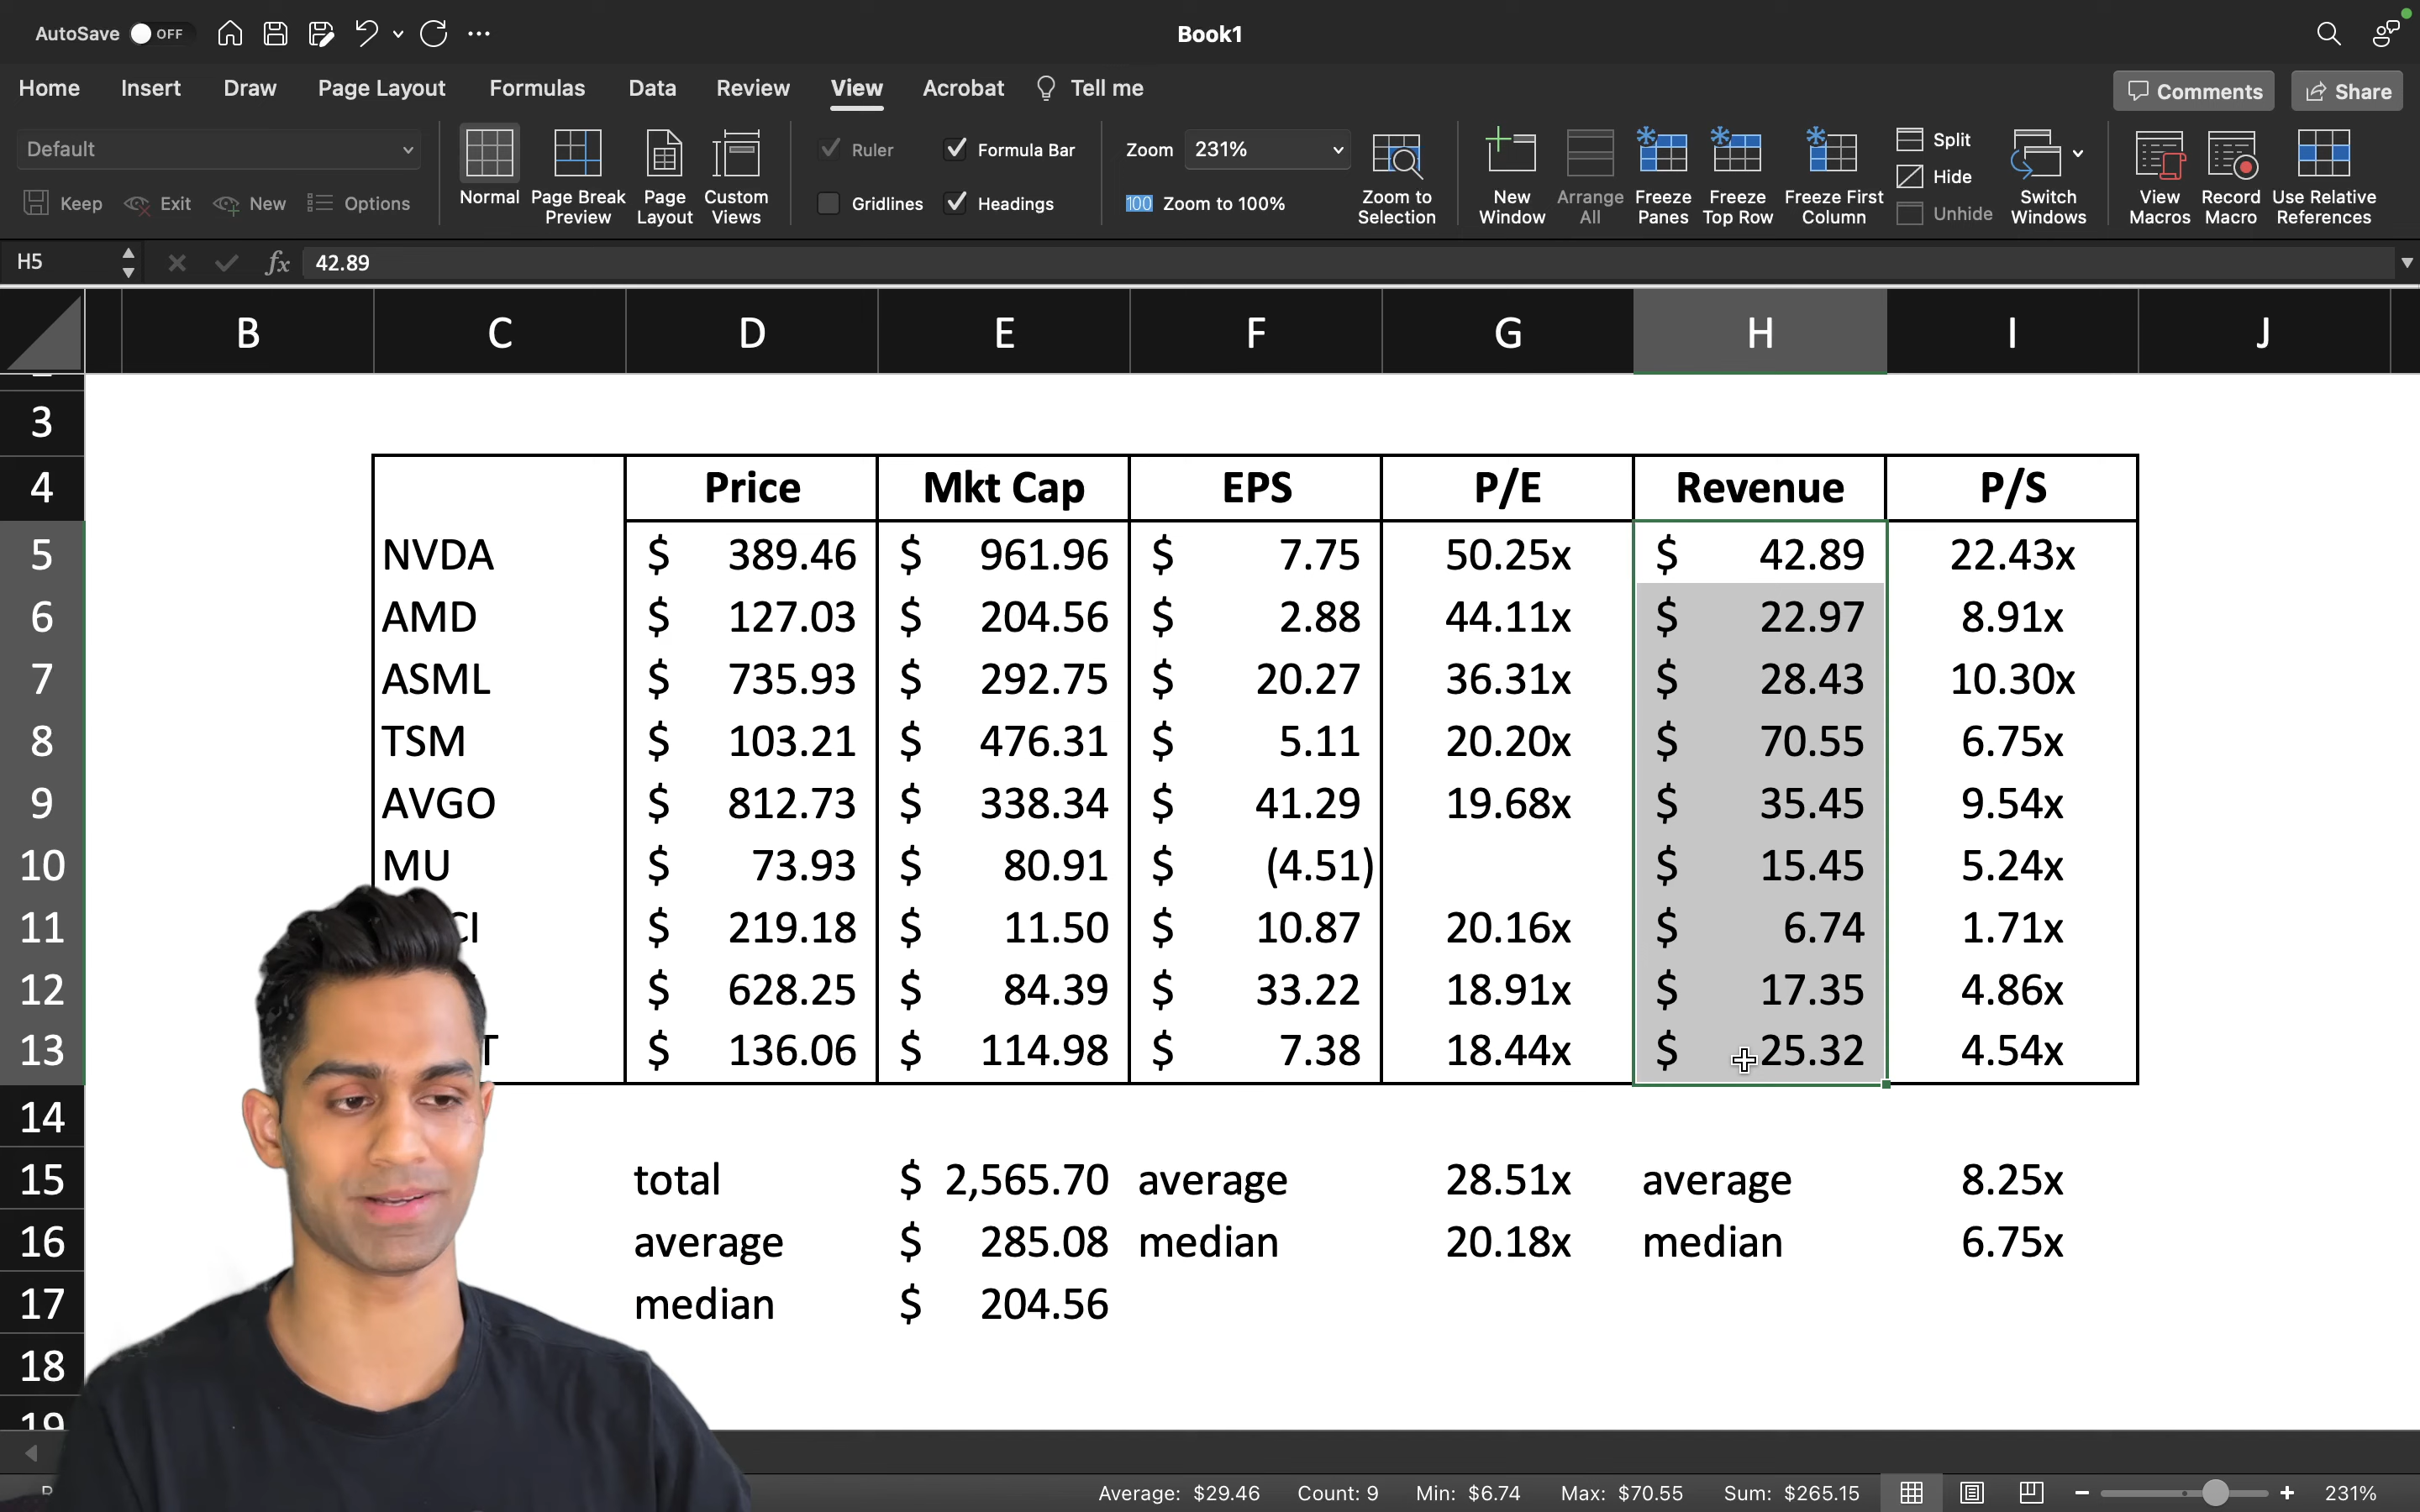 AutoSave OFF Book1
Home Insert Draw Page Layout Formulas Data Review View Acrobat Tell me Comments Share
Default Normal Page Break Preview Page Layout Custom Views Ruler Formula Bar Zoom 231% Zoom to Selection New Window Arrange All Freeze Panes Freeze Top Row Freeze First Column Split Hide Unhide Switch Windows View Macros Record Macro Use Relative References
Keep Exit New Options Gridlines Headings 100 Zoom to 100%
H5 fx 42.89
B C D E F G H I J
3
4 Price Mkt Cap EPS P/E Revenue P/S
5 NVDA $ 389.46 $ 961.96 $ 7.75 50.25x $ 42.89 22.43x
6 AMD $ 127.03 $ 204.56 $ 2.88 44.11x $ 22.97 8.91x
7 ASML $ 735.93 $ 292.75 $ 20.27 36.31x $ 28.43 10.30x
8 TSM $ 103.21 $ 476.31 $ 5.11 20.20x $ 70.55 6.75x
9 AVGO $ 812.73 $ 338.34 $ 41.29 19.68x $ 35.45 9.54x
10 MU $ 73.93 $ 80.91 $ (4.51) $ 15.45 5.24x
11 $ 219.18 $ 11.50 $ 10.87 20.16x $ 6.74 1.71x
12 $ 628.25 $ 84.39 $ 33.22 18.91x $ 17.35 4.86x
13 $ 136.06 $ 114.98 $ 7.38 18.44x $ 25.32 4.54x
14
15 total $ 2,565.70 average 28.51x average 8.25x
16 average $ 285.08 median 20.18x median 6.75x
17 median $ 204.56
18
19
Average: $29.46 Count: 9 Min: $6.74 Max: $70.55 Sum: $265.15 231%